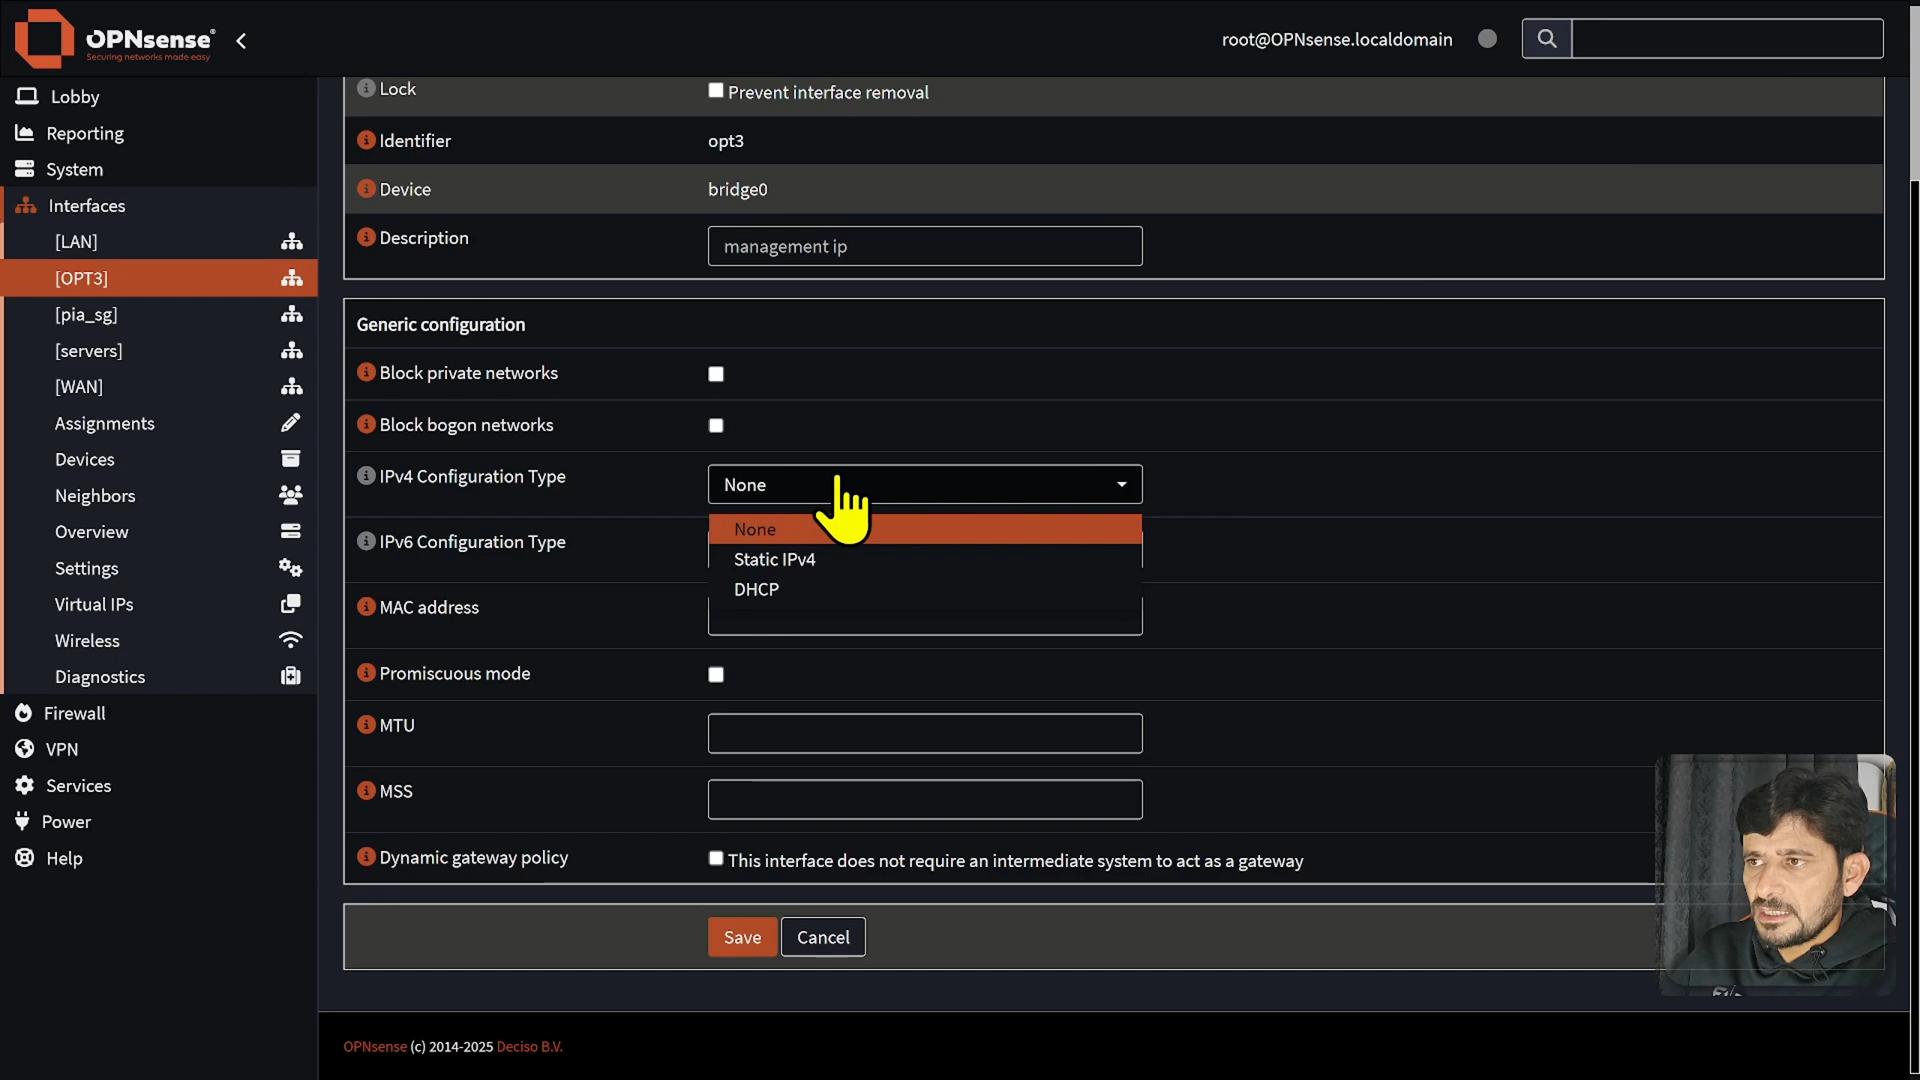 OPNsense®
Securing networks made easy
root@OPNsense.localdomain
Lobby
Reporting
System
Interfaces
[LAN]
[OPT3]
[pia_sg]
[servers]
[WAN]
Assignments
Devices
Neighbors
Overview
Settings
Virtual IPs
Wireless
Diagnostics
Firewall
VPN
Services
Power
Help
Lock
Prevent interface removal
Identifier
opt3
Device
bridge0
Description
management ip
Generic configuration
Block private networks
Block bogon networks
IPv4 Configuration Type
None
None
Static IPv4
DHCP
IPv6 Configuration Type
MAC address
Promiscuous mode
MTU
MSS
Dynamic gateway policy
This interface does not require an intermediate system to act as a gateway
Save
Cancel
OPNsense (c) 2014-2025 Deciso B.V.